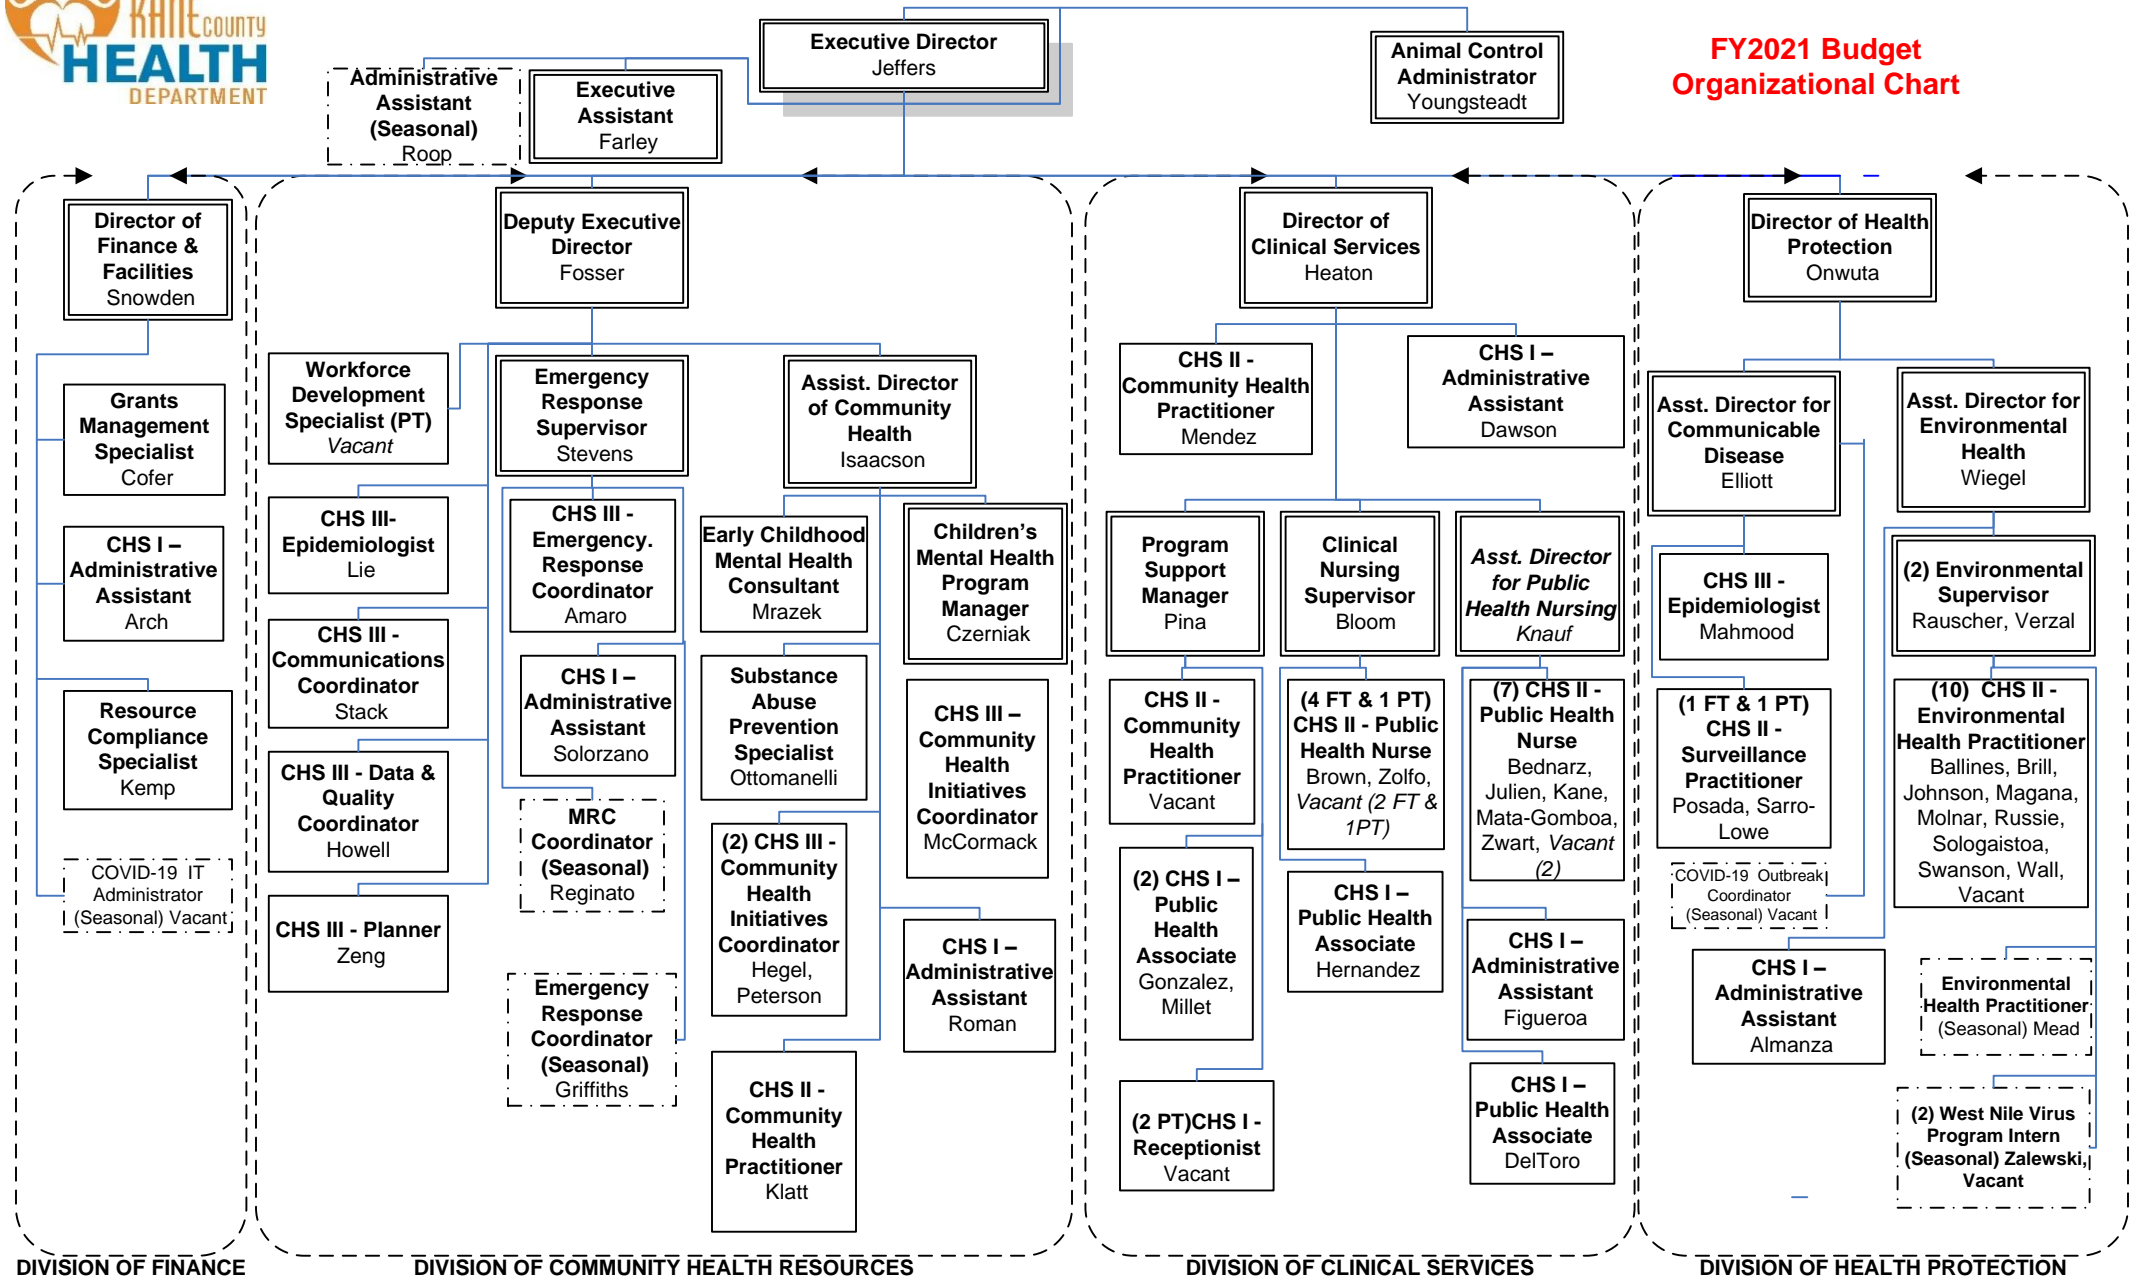 KANE COUNTY
HEALTH
DEPARTMENT
Executive Director
Jeffers
Animal Control
Administrator
Youngsteadt
FY2021 Budget
Organizational Chart
Administrative
Assistant
(Seasonal)
Roop
Executive
Assistant
Farley
Director of
Finance &
Facilities
Snowden
Grants
Management
Specialist
Cofer
CHS I –
Administrative
Assistant
Arch
Resource
Compliance
Specialist
Kemp
COVID-19 IT
Administrator
(Seasonal) Vacant
DIVISION OF FINANCE
Deputy Executive
Director
Fosser
Workforce
Development
Specialist (PT)
Vacant
CHS III-
Epidemiologist
Lie
CHS III -
Communications
Coordinator
Stack
CHS III - Data &
Quality
Coordinator
Howell
CHS III - Planner
Zeng
Emergency
Response
Supervisor
Stevens
CHS III -
Emergency.
Response
Coordinator
Amaro
CHS I –
Administrative
Assistant
Solorzano
MRC
Coordinator
(Seasonal)
Reginato
Emergency
Response
Coordinator
(Seasonal)
Griffiths
Assist. Director
of Community
Health
Isaacson
Early Childhood
Mental Health
Consultant
Mrazek
Children's
Mental Health
Program
Manager
Czerniak
Substance
Abuse
Prevention
Specialist
Ottomanelli
CHS III –
Community
Health
Initiatives
Coordinator
McCormack
(2) CHS III -
Community
Health
Initiatives
Coordinator
Hegel,
Peterson
CHS I –
Administrative
Assistant
Roman
CHS II -
Community
Health
Practitioner
Klatt
DIVISION OF COMMUNITY HEALTH RESOURCES
Director of
Clinical Services
Heaton
CHS II -
Community Health
Practitioner
Mendez
CHS I –
Administrative
Assistant
Dawson
Program
Support
Manager
Pina
CHS II -
Community
Health
Practitioner
Vacant
(2) CHS I –
Public
Health
Associate
Gonzalez,
Millet
(2 PT)CHS I -
Receptionist
Vacant
Clinical
Nursing
Supervisor
Bloom
(4 FT & 1 PT)
CHS II - Public
Health Nurse
Brown, Zolfo,
Vacant (2 FT &
1PT)
CHS I –
Public Health
Associate
Hernandez
Asst. Director
for Public
Health Nursing
Knauf
(7) CHS II -
Public Health
Nurse
Bednarz,
Julien, Kane,
Mata-Gomboa,
Zwart, Vacant
(2)
CHS I –
Administrative
Assistant
Figueroa
CHS I –
Public Health
Associate
DelToro
DIVISION OF CLINICAL SERVICES
Director of Health
Protection
Onwuta
Asst. Director for
Communicable
Disease
Elliott
CHS III -
Epidemiologist
Mahmood
(1 FT & 1 PT)
CHS II -
Surveillance
Practitioner
Posada, Sarro-
Lowe
COVID-19 Outbreak
Coordinator
(Seasonal) Vacant
Asst. Director for
Environmental
Health
Wiegel
(2) Environmental
Supervisor
Rauscher, Verzal
(10) CHS II -
Environmental
Health Practitioner
Ballines, Brill,
Johnson, Magana,
Molnar, Russie,
Sologaistoa,
Swanson, Wall,
Vacant
CHS I –
Administrative
Assistant
Almanza
Environmental
Health Practitioner
(Seasonal) Mead
(2) West Nile Virus
Program Intern
(Seasonal) Zalewski,
Vacant
DIVISION OF HEALTH PROTECTION